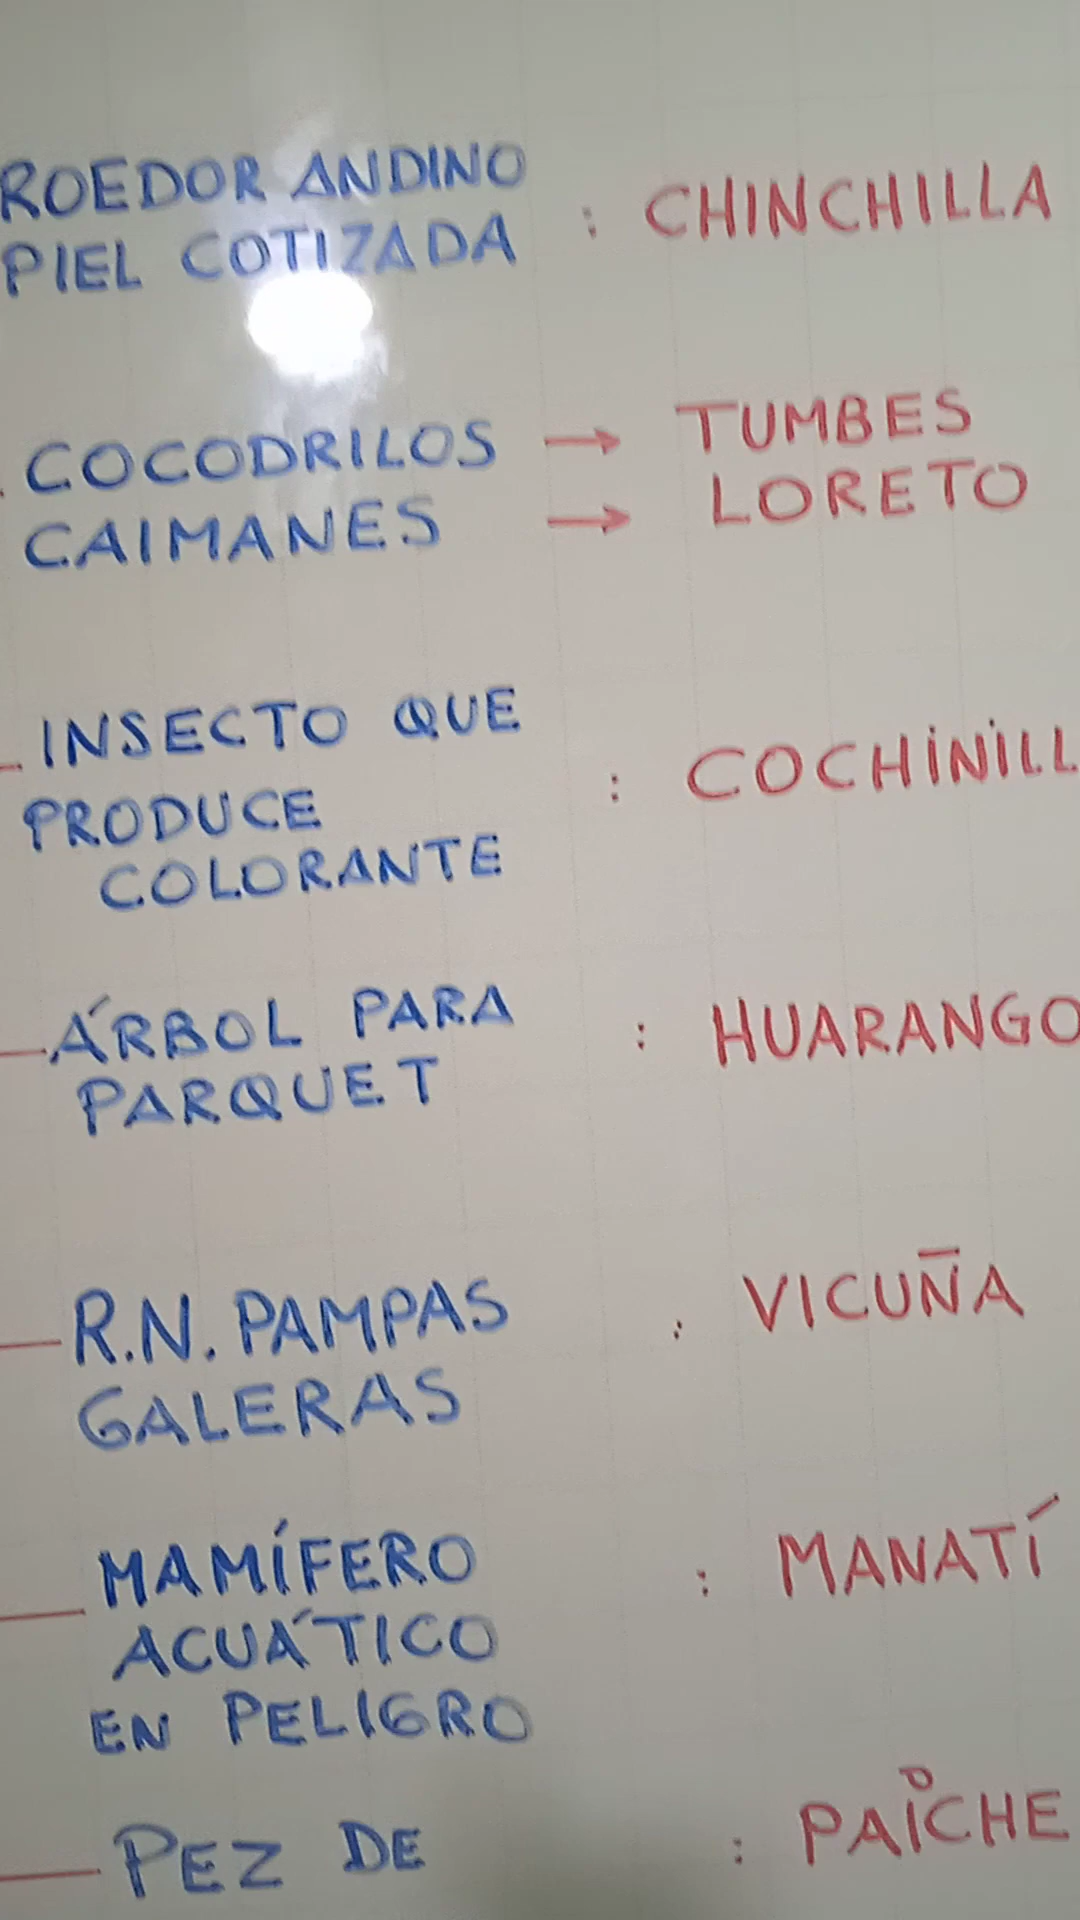 ROEDOR ANDINO
PIEL COTIZADA : CHINCHILLA
COCODRILOS → TUMBES
CAIMANES → LORETO
INSECTO QUE
PRODUCE : COCHINILL
COLORANTE
ÁRBOL PARA : HUARANGO
PARQUET
R.N. PAMPAS : VICUÑA
GALERAS
MAMÍFERO : MANATÍ
ACUÁTICO
EN PELIGRO
PEZ DE : PAICHE